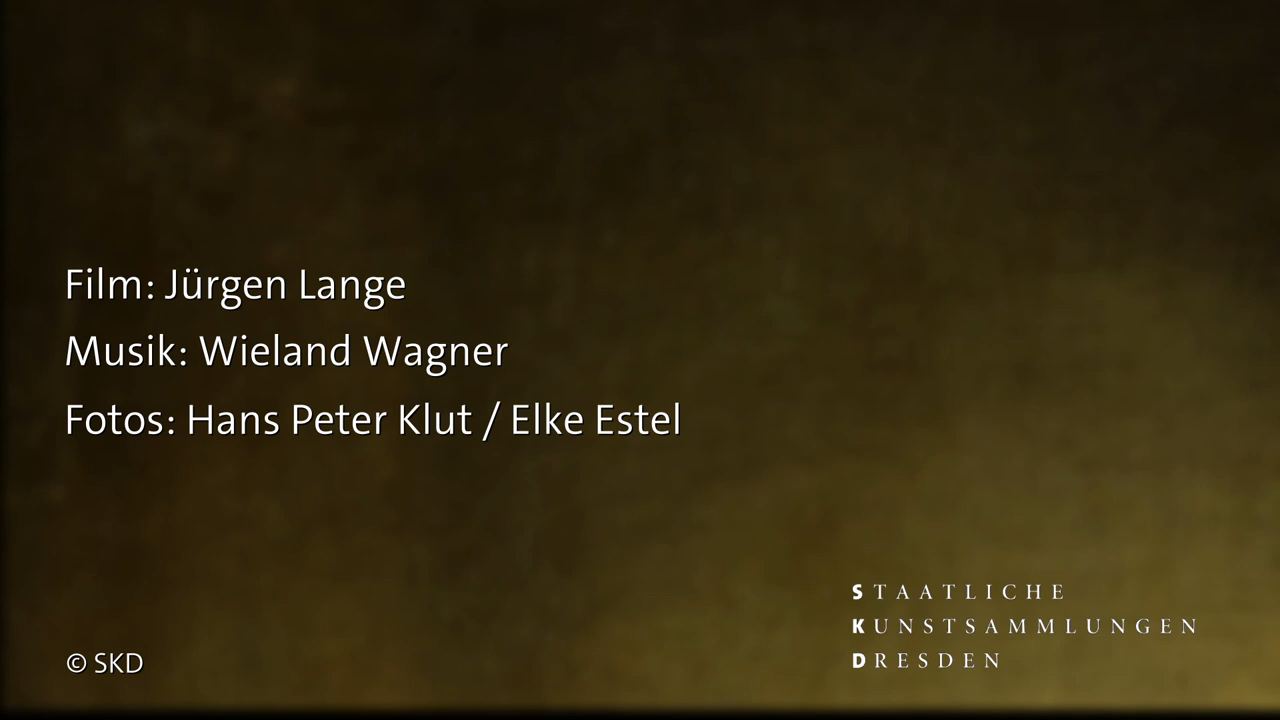 Film: Jürgen Lange
Musik: Wieland Wagner
Fotos: Hans Peter Klut / Elke Estel
STAATLICHE
KUNSTSAMMLUNGEN
DRESDEN
© SKD